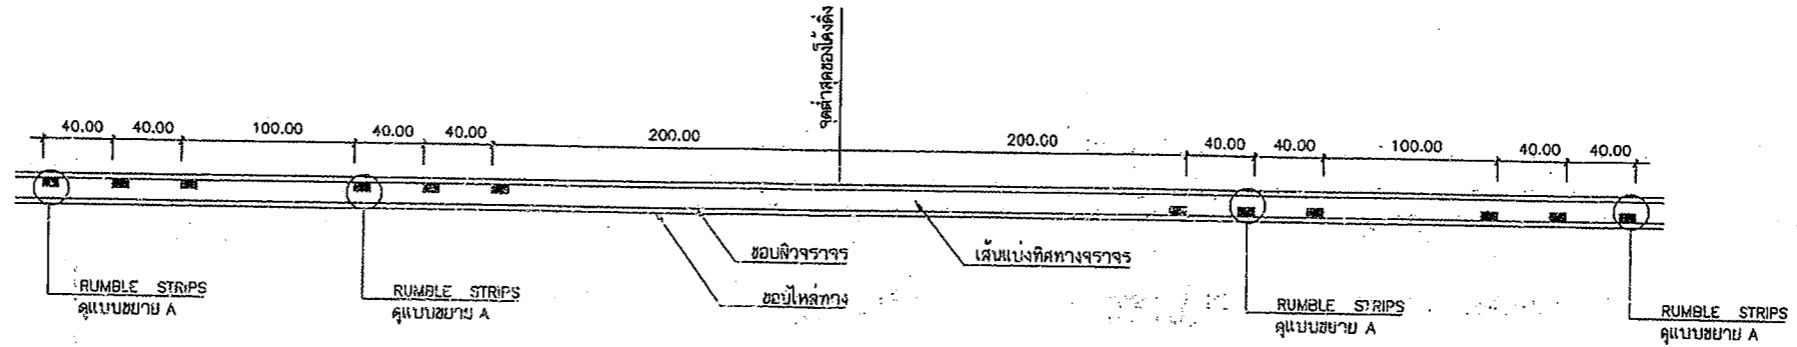 จุดต่ำสุดของโค้งดิ่ง
40.00 40.00 100.00 40.00 40.00 200.00 200.00 40.00 40.00 100.00 40.00 40.00
ขอบผิวจราจร
เส้นแบ่งทิศทางจราจร
ขอบไหล่ทาง
RUMBLE STRIPS
ดูแบบขยาย A
RUMBLE STRIPS
ดูแบบขยาย A
RUMBLE STRIPS
ดูแบบขยาย A
RUMBLE STRIPS
ดูแบบขยาย A